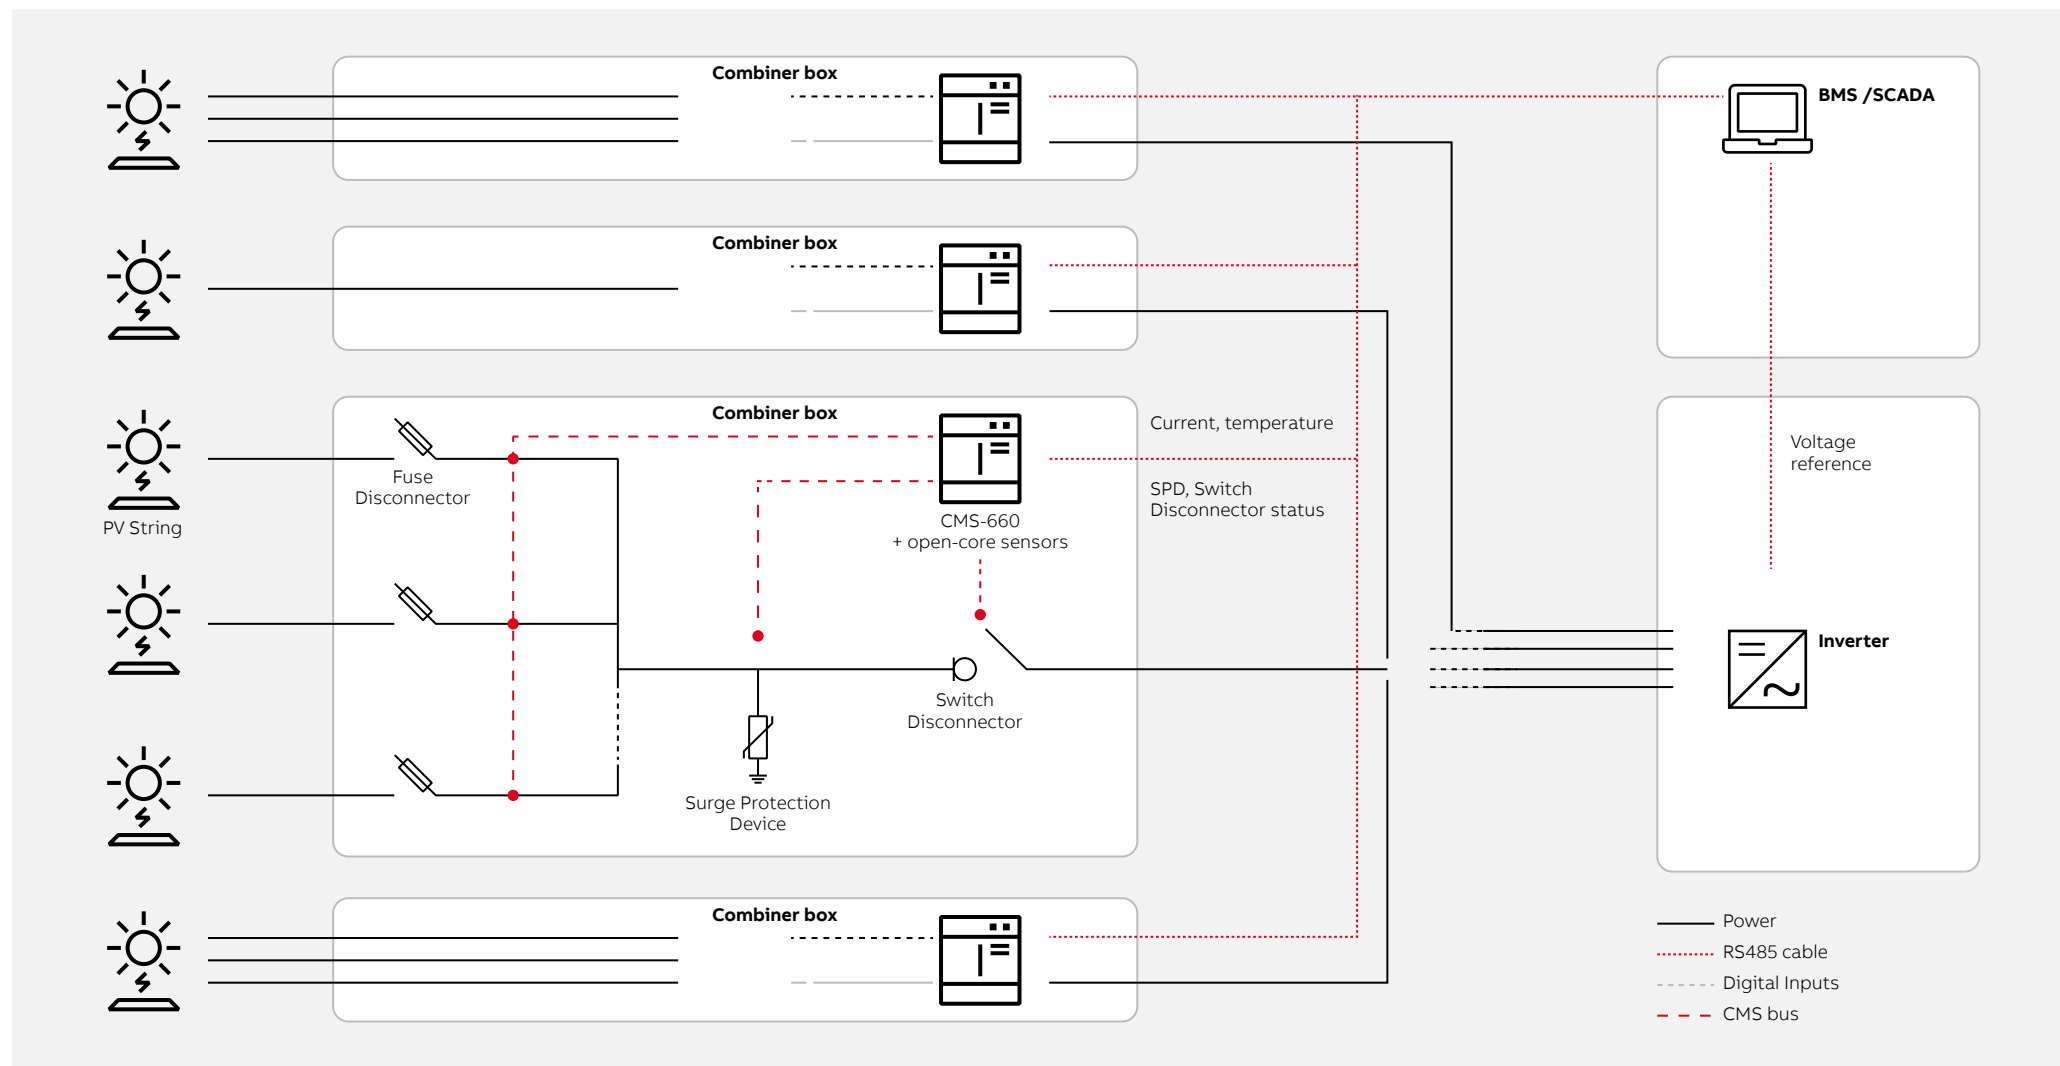 Combiner box
BMS /SCADA
Combiner box
Combiner box
Current, temperature
Fuse
Disconnector
SPD, Switch
Disconnector status
PV String
CMS-660
+ open-core sensors
Voltage
reference
Inverter
Switch
Disconnector
Surge Protection
Device
Combiner box
Power
RS485 cable
Digital Inputs
CMS bus